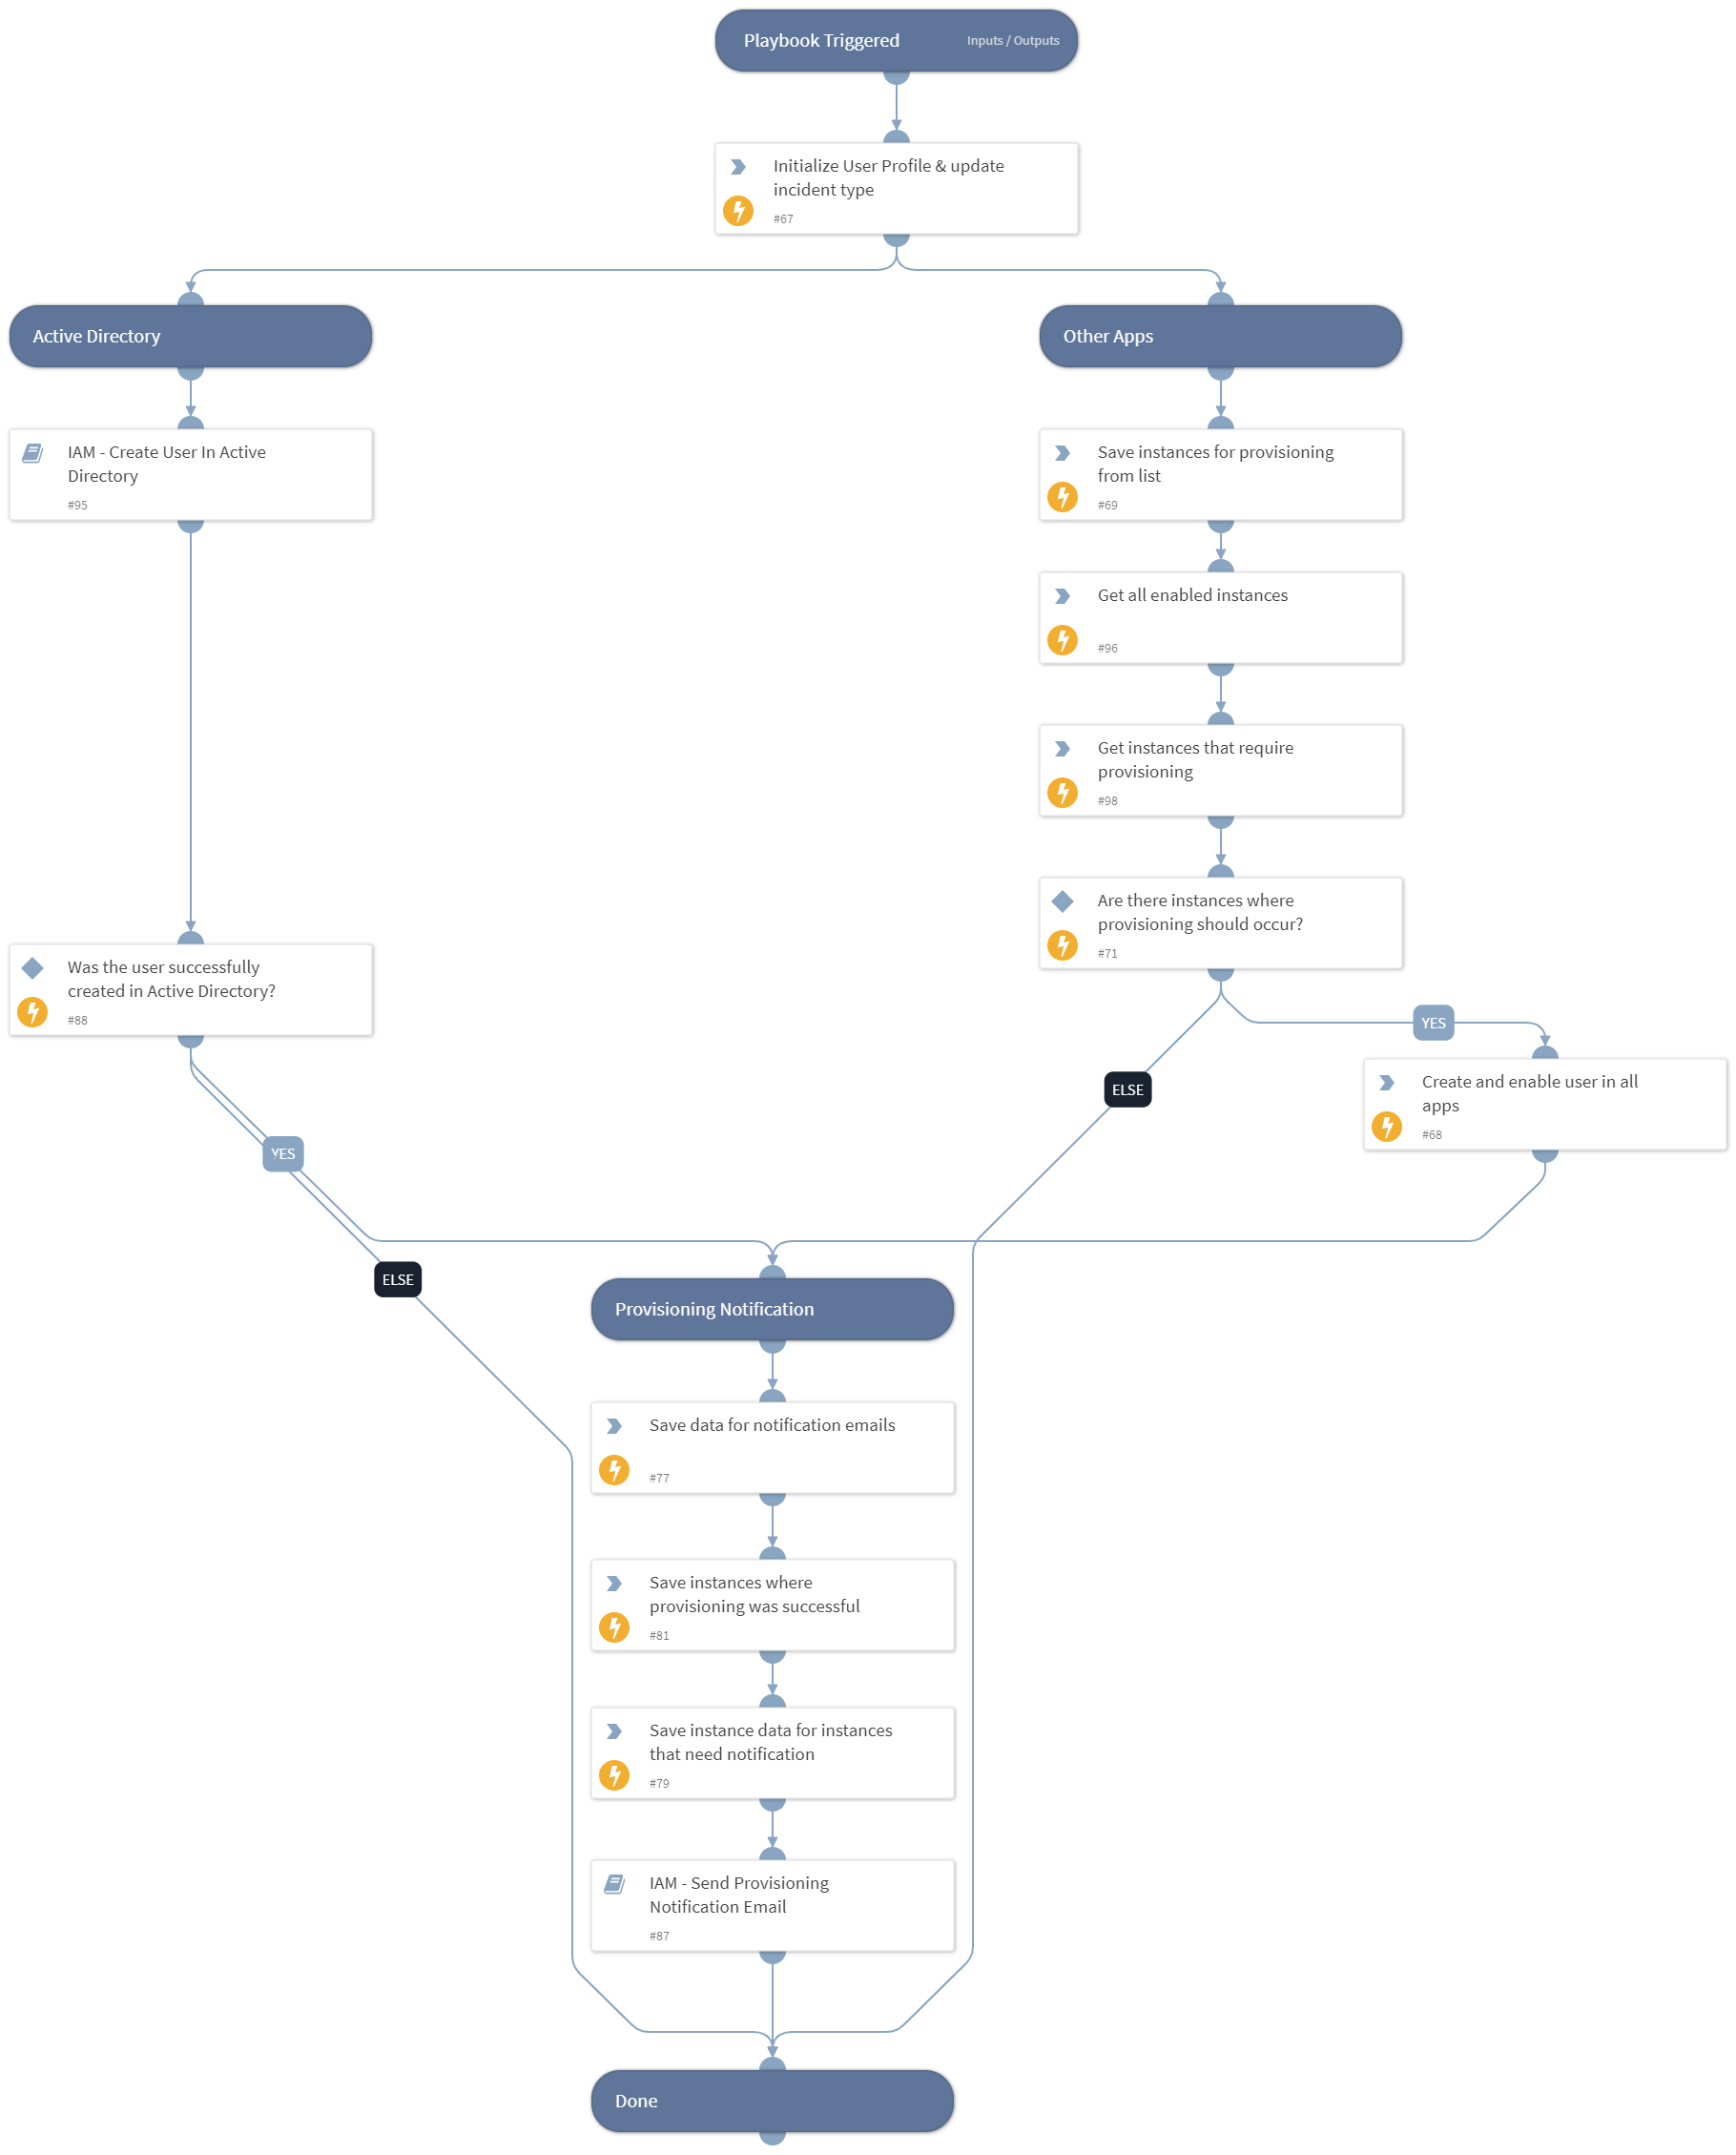 Playbook Triggered
Inputs / Outputs
Initialize User Profile & update
incident type
#67
Active Directory
Other Apps
IAM - Create User In Active
Directory
#95
Save instances for provisioning
from list
#69
Get all enabled instances
#96
Get instances that require
provisioning
#98
Are there instances where
provisioning should occur?
#71
Was the user successfully
created in Active Directory?
#88
YES
ELSE
Create and enable user in all
apps
#68
YES
ELSE
Provisioning Notification
Save data for notification emails
#77
Save instances where
provisioning was successful
#81
Save instance data for instances
that need notification
#79
IAM - Send Provisioning
Notification Email
#87
Done